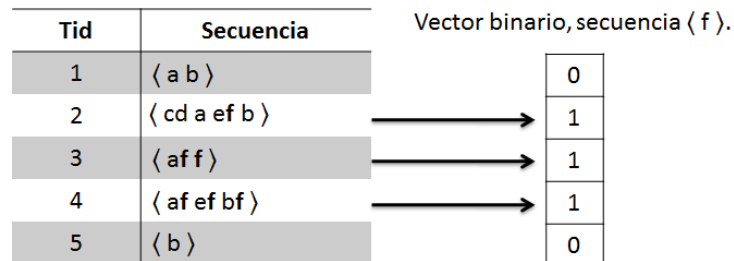 Tid Secuencia Vector binario, secuencia ⟨ f ⟩.
1 ⟨ a b ⟩ 0
2 ⟨ cd a ef b ⟩ 1
3 ⟨ af f ⟩ 1
4 ⟨ af ef bf ⟩ 1
5 ⟨ b ⟩ 0